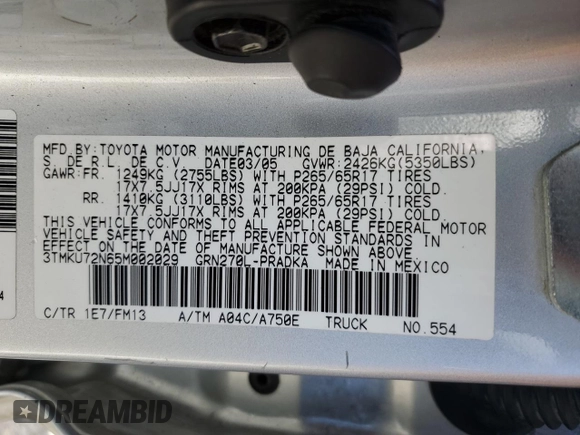 MFD.BY:TOYOTA MOTOR MANUFACTURING DE BAJA CALIFORNIA,
S. DE R.L. DE C.V. DATE03/05 GVWR:2426KG(5350LBS)
GAWR:FR. 1249KG (2755LBS) WITH P265/65R17 TIRES
17X7.5JJ17X RIMS AT 200KPA (29PSI) COLD.
RR. 1410KG (3110LBS) WITH P265/65R17 TIRES
17X7.5JJ17X RIMS AT 200KPA (29PSI) COLD.
THIS VEHICLE CONFORMS TO ALL APPLICABLE FEDERAL MOTOR
VEHICLE SAFETY AND THEFT PREVENTION STANDARDS IN
EFFECT ON THE DATE OF MANUFACTURE SHOWN ABOVE.
3TMKU72N65M002029 GRN270L-PRADKA MADE IN MEXICO
C/TR 1E7/FM13 A/TM A04C/A750E TRUCK NO.554
4
DREAMBID